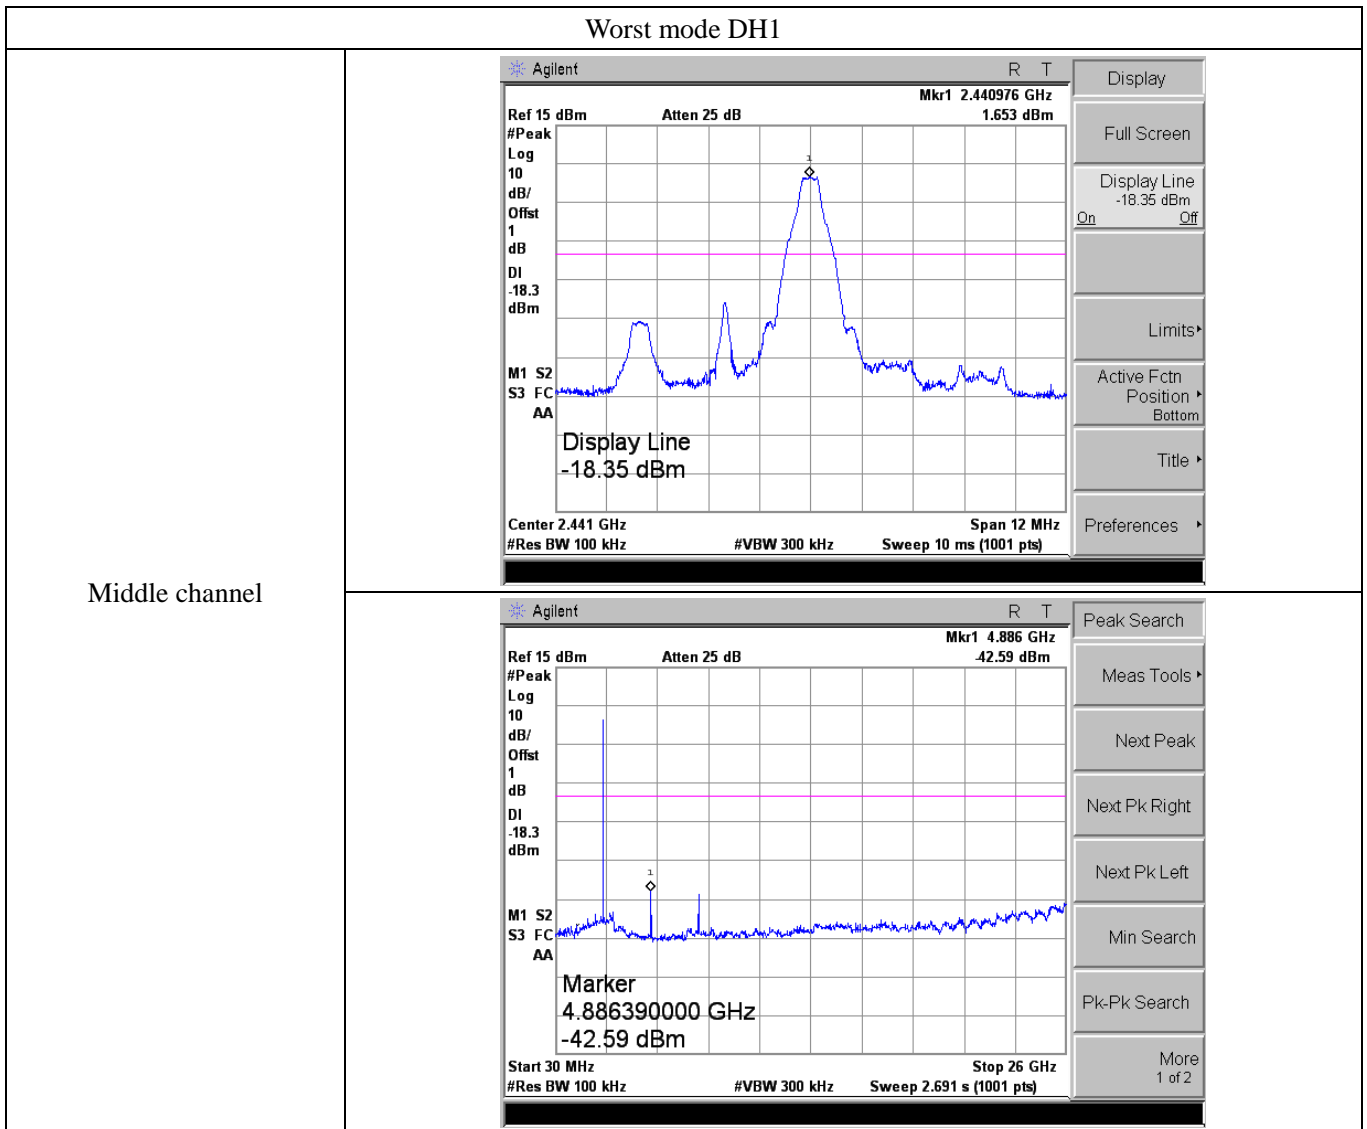 Worst mode DH1
Middle channel
Agilent R T
Mkr1 2.440976 GHz
Ref 15 dBm Atten 25 dB 1.653 dBm
#Peak
Log
10
dB/
Offst
1
dB
DI
-18.3
dBm
M1 S2
S3 FC
AA
1
Display Line
-18.35 dBm
Center 2.441 GHz Span 12 MHz
#Res BW 100 kHz #VBW 300 kHz Sweep 10 ms (1001 pts)
Display
Full Screen
Display Line
-18.35 dBm
On Off
Limits
Active Fctn
Position
Bottom
Title
Preferences
Agilent R T
Mkr1 4.886 GHz
Ref 15 dBm Atten 25 dB -42.59 dBm
#Peak
Log
10
dB/
Offst
1
dB
DI
-18.3
dBm
M1 S2
S3 FC
AA
1
Marker
4.886390000 GHz
-42.59 dBm
Start 30 MHz Stop 26 GHz
#Res BW 100 kHz #VBW 300 kHz Sweep 2.691 s (1001 pts)
Peak Search
Meas Tools
Next Peak
Next Pk Right
Next Pk Left
Min Search
Pk-Pk Search
More
1 of 2